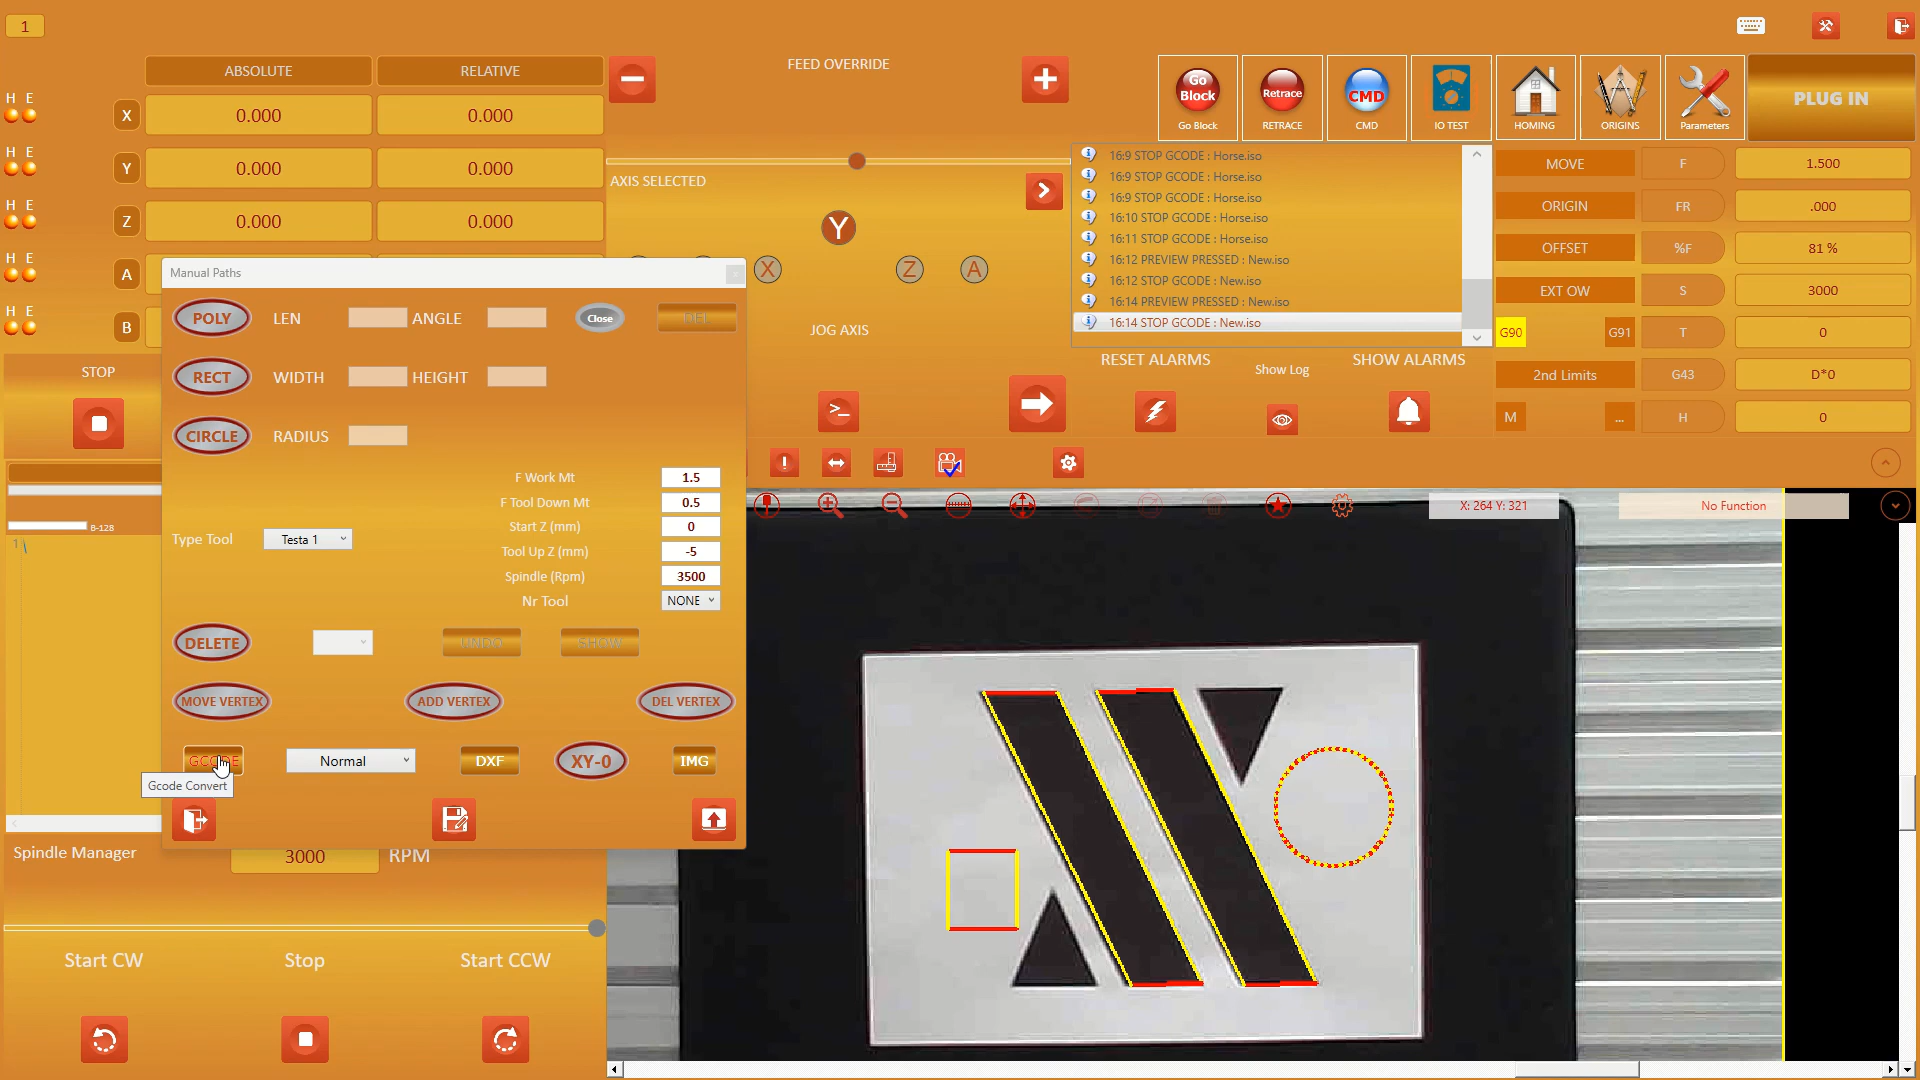 1
ABSOLUTE RELATIVE
FEED OVERRIDE
H E
X 0.000 0.000
H E
Y 0.000 0.000
H E
Z 0.000 0.000
H E
A
H E
B
AXIS SELECTED
Y
X Z A
JOG AXIS
Go Block
Go Block
Retrace
RETRACE
CMD
CMD
IO TEST
HOMING
ORIGINS
Parameters
PLUG IN
16:9 STOP GCODE : Horse.iso
16:9 STOP GCODE : Horse.iso
16:9 STOP GCODE : Horse.iso
16:10 STOP GCODE : Horse.iso
16:11 STOP GCODE : Horse.iso
16:12 PREVIEW PRESSED : New.iso
16:12 STOP GCODE : New.iso
16:14 PREVIEW PRESSED : New.iso
16:14 STOP GCODE : New.iso
RESET ALARMS
Show Log
SHOW ALARMS
MOVE F 1.500
ORIGIN FR .000
OFFSET %F 81 %
EXT OW S 3000
G90 G91 T 0
2nd Limits G43 D*0
M ... H 0
Manual Paths
POLY LEN ANGLE Close DEL
RECT WIDTH HEIGHT
CIRCLE RADIUS
F Work Mt 1.5
F Tool Down Mt 0.5
Start Z (mm) 0
Type Tool Testa 1
Tool Up Z (mm) -5
Spindle (Rpm) 3500
Nr Tool NONE
DELETE UNDO SHOW
MOVE VERTEX ADD VERTEX DEL VERTEX
GCODE Normal DXF XY-0 IMG
Gcode Convert
STOP
B-128
1
X: 264 Y: 321
No Function
Spindle Manager 3000 RPM
Start CW Stop Start CCW